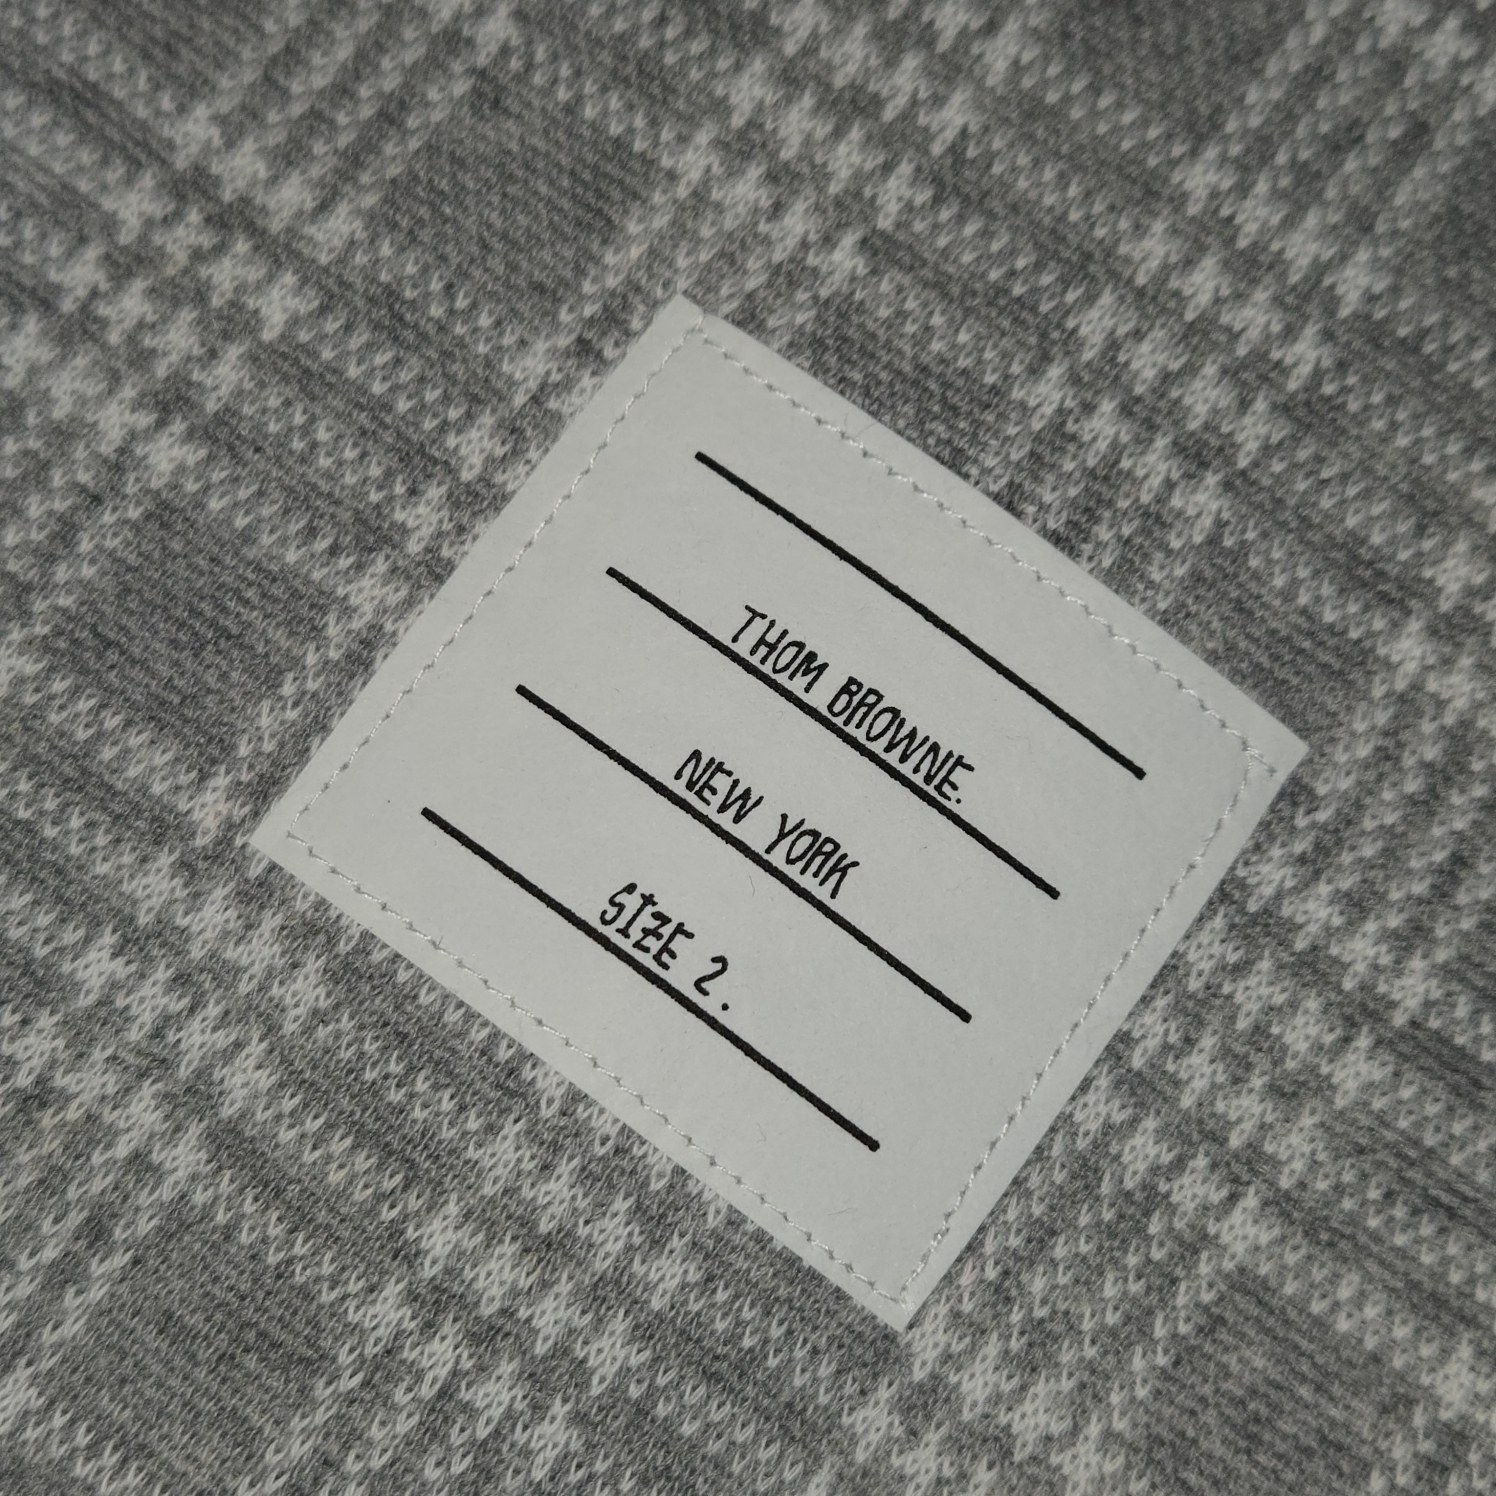 THOM BROWNE.
NEW YORK
SIZE 2.